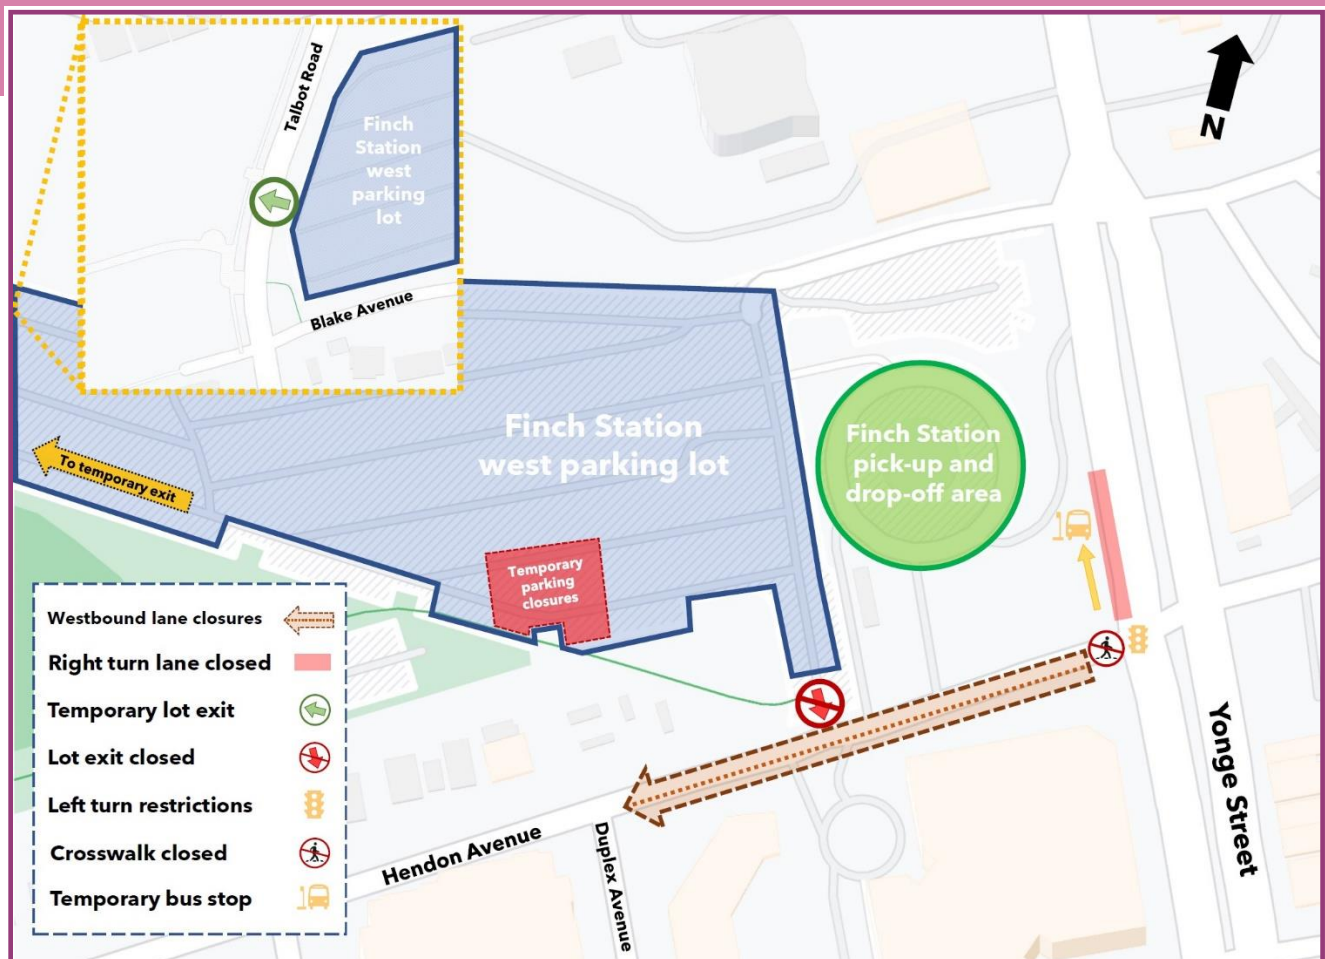 Talbot Road
Finch
Station
west
parking
lot
Blake Avenue
N
Finch Station
west parking lot
Finch Station
pick-up and
drop-off area
To temporary exit
Temporary
parking
closures
Westbound lane closures
Right turn lane closed
Temporary lot exit
Lot exit closed
Left turn restrictions
Crosswalk closed
Temporary bus stop
Hendon Avenue
Duplex Avenue
Yonge Street